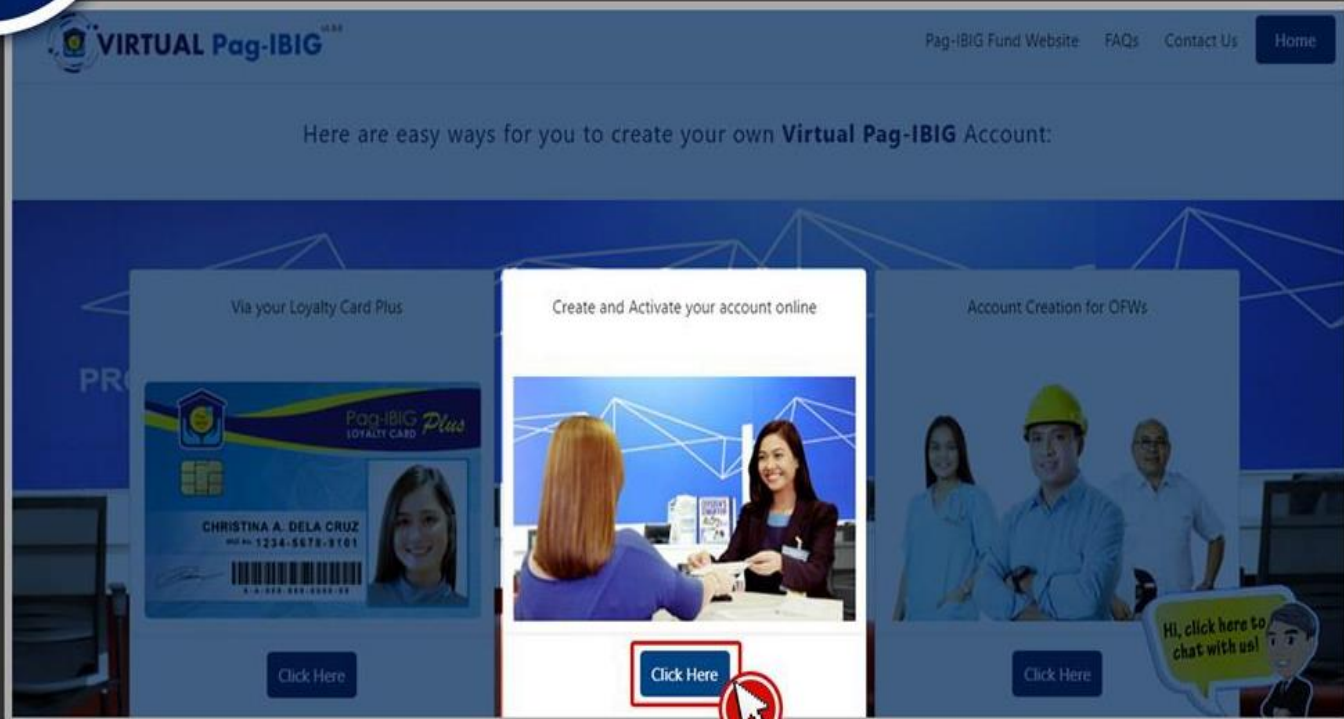 VIRTUAL Pag-IBIG
Pag-IBIG Fund Website FAQs Contact Us Home
Here are easy ways for you to create your own Virtual Pag-IBIG Account:
PR
Via your Loyalty Card Plus
Pag-IBIG Plus
LOYALTY CARD
CHRISTINA A. DELA CRUZ
1234-5678-9101
Click Here
Create and Activate your account online
Click Here
Account Creation for OFWs
Click Here
Hi, click here to
chat with us!